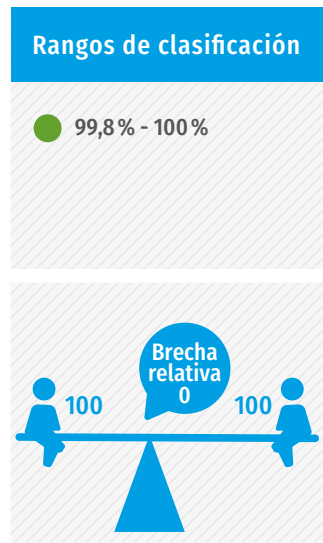 Rangos de clasificación
99,8 % - 100 %
Brecha
relativa
0
100
100